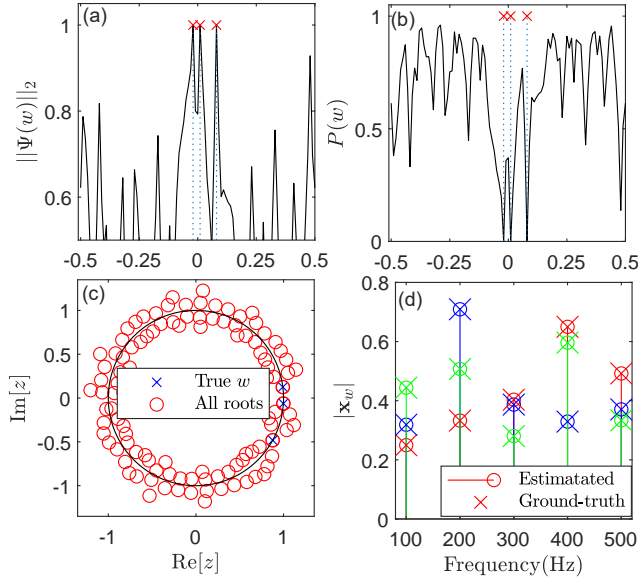 (a)
||Ψ(w)||₂
1
0.8
0.6
-0.5 -0.25 0 0.25 0.5
(b)
P(w)
1
0.5
0
-0.5 -0.25 0 0.25 0.5
(c)
Im[z]
1
0.5
0
-0.5
-1
True w
All roots
-1 0 1
Re[z]
(d)
|x_w|
0.8
0.6
0.4
0.2
0
Estimatated
Ground-truth
100 200 300 400 500
Frequency(Hz)